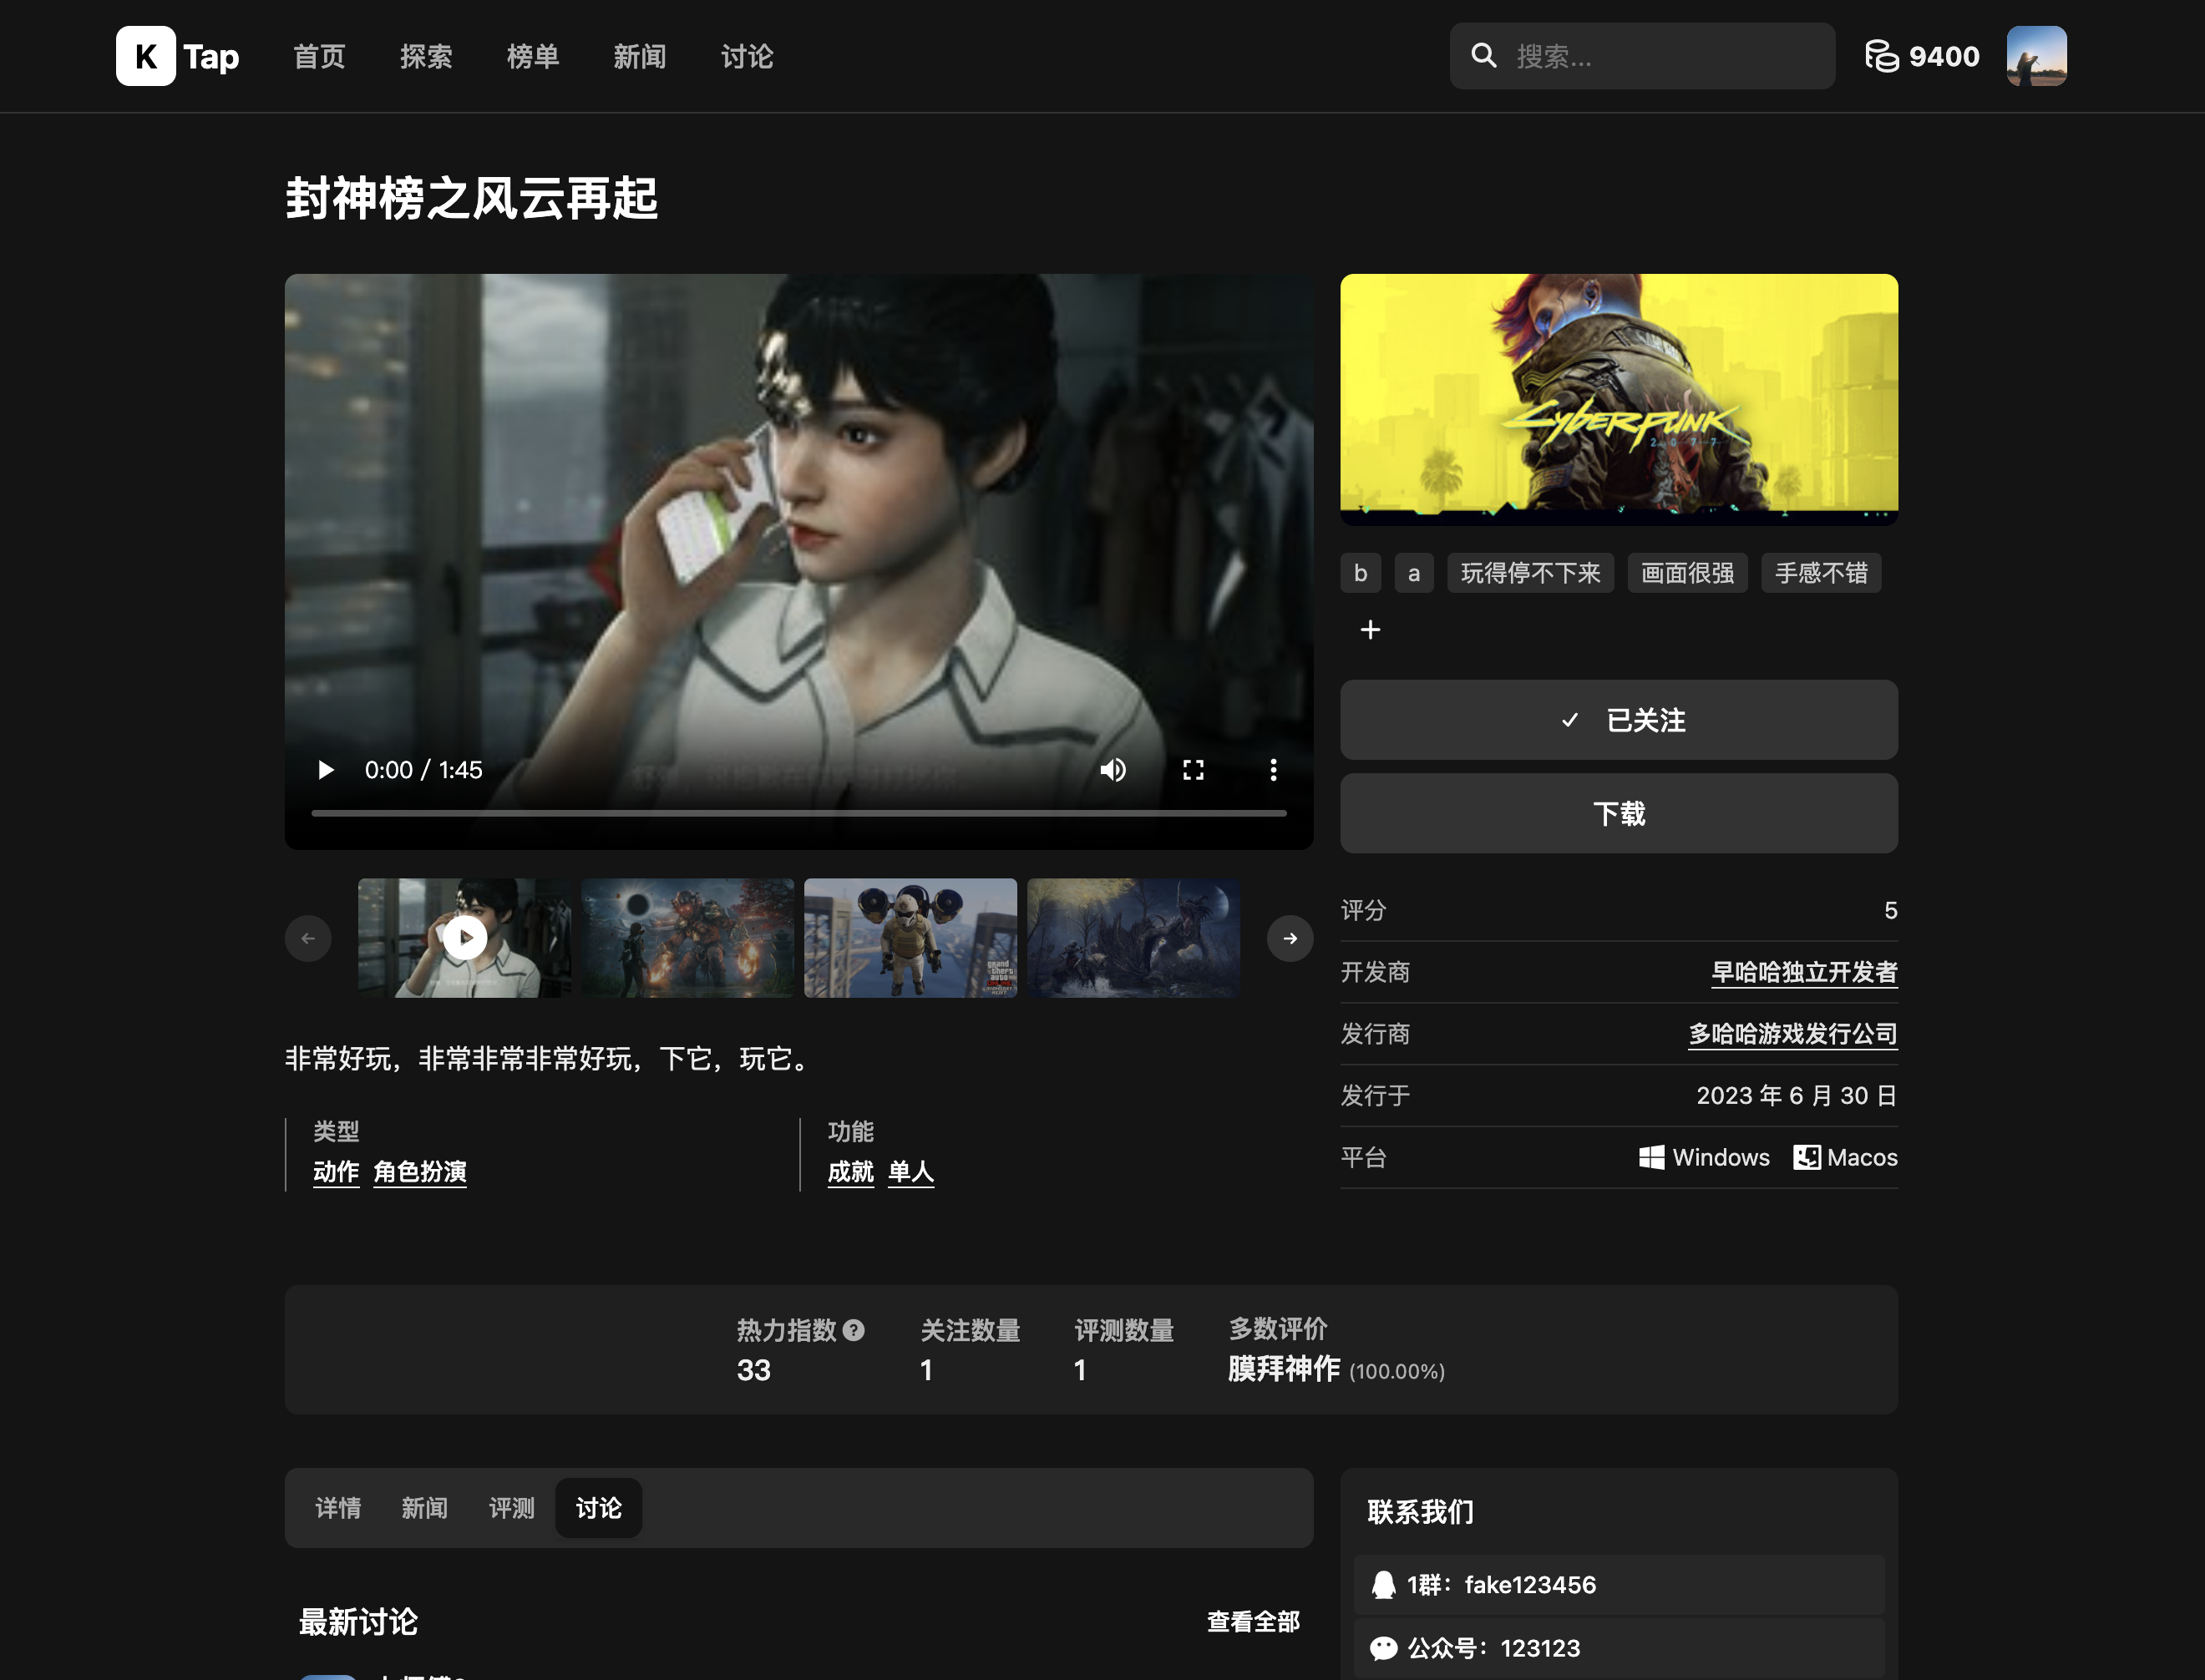 K Tap 首页 探索 榜单 新闻 讨论 搜索... 9400
封神榜之风云再起
CYBERPUNK
2077
b a 玩得停不下来 画面很强 手感不错
+
已关注
0:00 / 1:45
下载
grand theft auto
评分 5
开发商 早哈哈独立开发者
发行商 多哈哈游戏发行公司
发行于 2023 年 6 月 30 日
平台 Windows Macos
非常好玩，非常非常非常好玩，下它，玩它。
类型 功能
动作 角色扮演 成就 单人
热力指数 ? 关注数量 评测数量 多数评价
33 1 1 膜拜神作 (100.00%)
详情 新闻 评测 讨论
联系我们
1群：fake123456
公众号：123123
最新讨论 查看全部